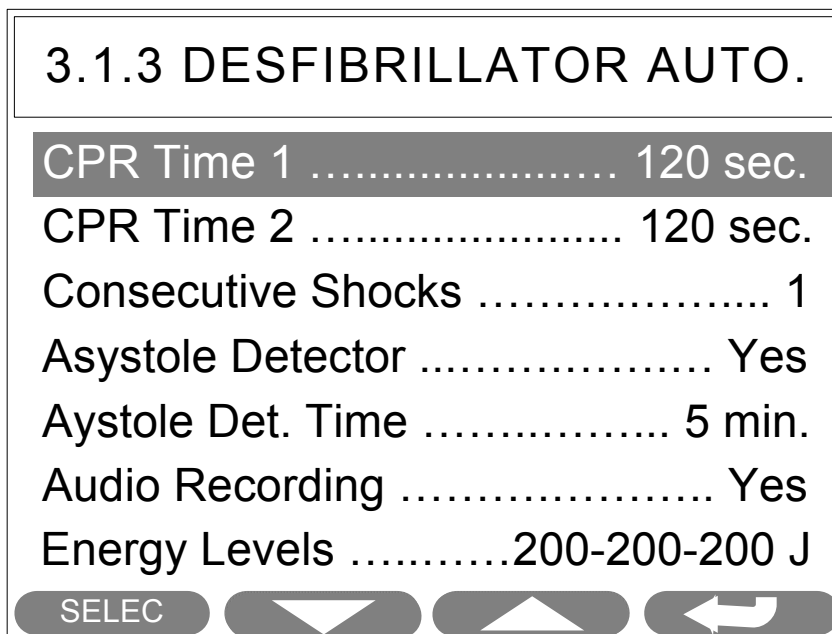 3.1.3 DESFIBRILLATOR AUTO.
CPR Time 1 …..................… 120 sec.
CPR Time 2 …..................... 120 sec.
Consecutive Shocks ………..…….... 1
Asystole Detector ...…………….… Yes
Aystole Det. Time ……..……... 5 min.
Audio Recording ………..……….. Yes
Energy Levels …..……200-200-200 J
SELEC